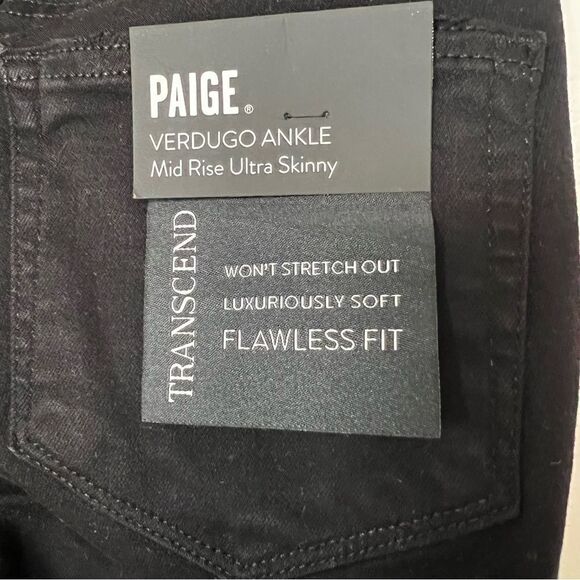 PAIGE®
VERDUGO ANKLE
Mid Rise Ultra Skinny
TRANSCEND
WON'T STRETCH OUT
LUXURIOUSLY SOFT
FLAWLESS FIT